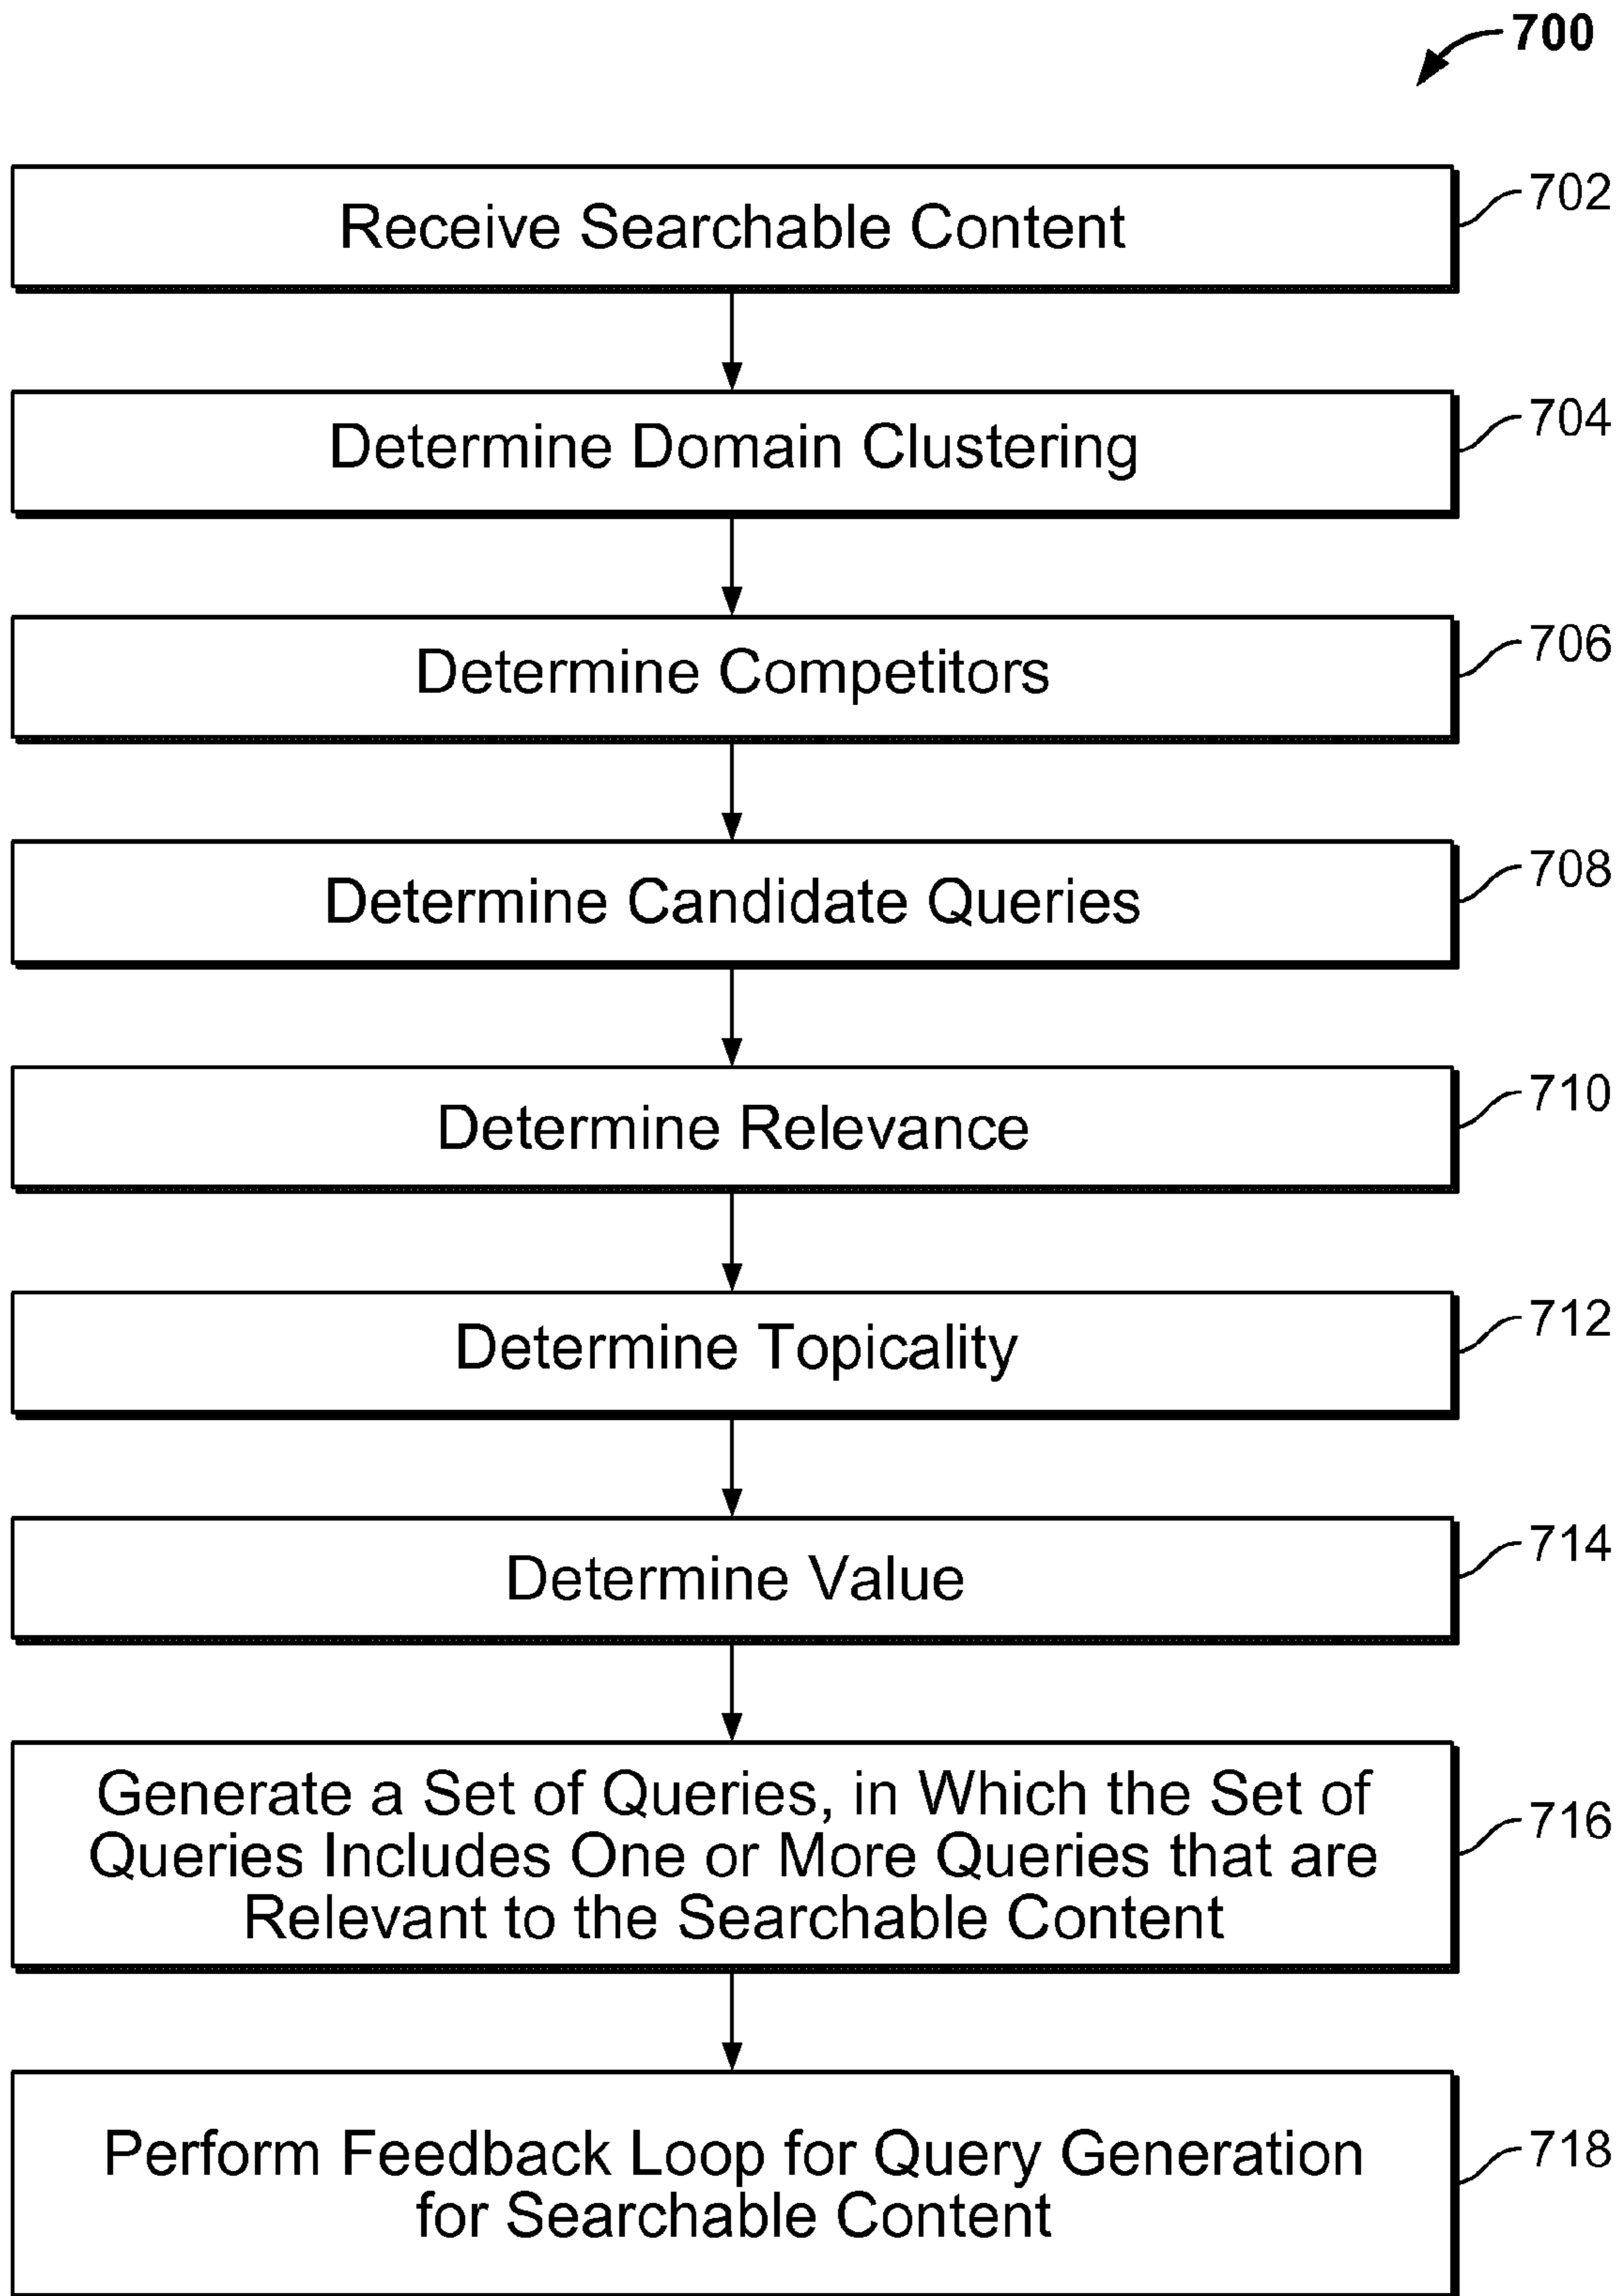 700
Receive Searchable Content
702
Determine Domain Clustering
704
Determine Competitors
706
Determine Candidate Queries
708
Determine Relevance
710
Determine Topicality
712
Determine Value
714
Generate a Set of Queries, in Which the Set of
Queries Includes One or More Queries that are
Relevant to the Searchable Content
716
Perform Feedback Loop for Query Generation
for Searchable Content
718